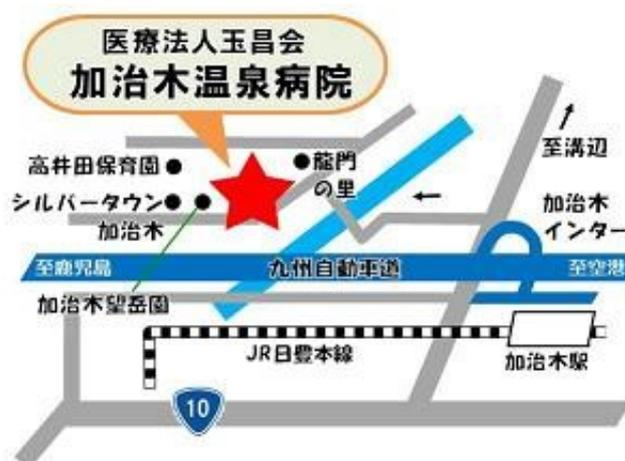 医療法人玉昌会
加治木温泉病院
高井田保育園
龍門
の里
至溝辺
シルバータウン
加治木
加治木
インター
至鹿児島
九州自動車道
至空港
加治木望岳園
JR日豊本線
加治木駅
10